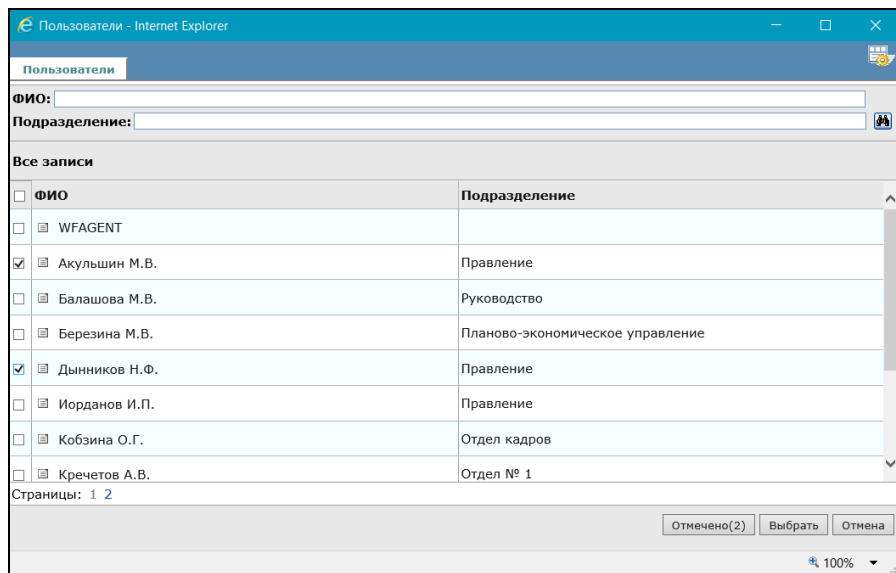 Пользователи - Internet Explorer
Пользователи
ФИО:
Подразделение:
Все записи
ФИО Подразделение
WFAGENT
Акульшин М.В. Правление
Балашова М.В. Руководство
Березина М.В. Планово-экономическое управление
Дынников Н.Ф. Правление
Иорданов И.П. Правление
Кобзина О.Г. Отдел кадров
Кречетов А.В. Отдел № 1
Страницы: 1 2
Отмечено(2) Выбрать Отмена
100%